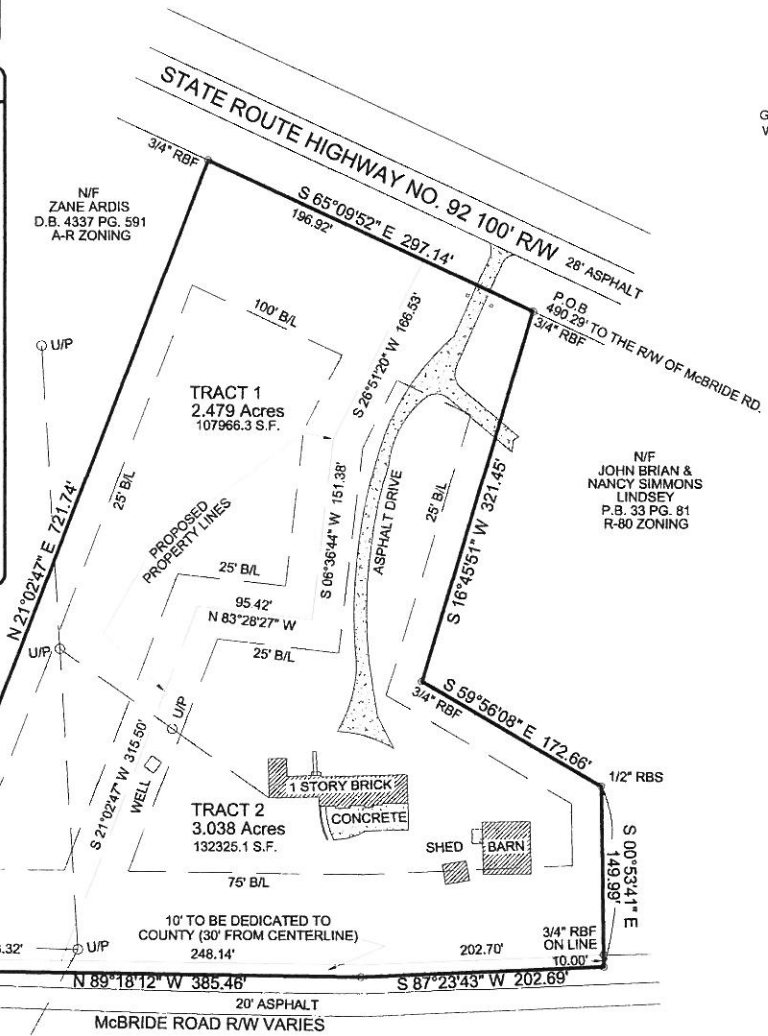 G
W
STATE ROUTE HIGHWAY NO. 92 100' R/W
28' ASPHALT
3/4" RBF
S 65°09'52" E 297.14'
196.92'
N/F
ZANE ARDIS
D.B. 4337 PG. 591
A-R ZONING
P.O.B
490.29' TO THE R/W OF McBRIDE RD.
3/4" RBF
100' B/L
U/P
S 26°51'20" W 166.53'
TRACT 1
2.479 Acres
107966.3 S.F.
N/F
JOHN BRIAN &
NANCY SIMMONS
LINDSEY
P.B. 33 PG. 81
R-80 ZONING
25' B/L
N 21°02'47" E 721.74'
PROPOSED
PROPERTY LINES
S 06°36'44" W 151.38'
ASPHALT DRIVE
25' B/L
S 16°45'51" W 321.45'
25' B/L
95.42'
N 83°28'27" W
25' B/L
U/P
3/4" RBF
S 59°56'08" E 172.66'
U/P
S 21°02'47" W 315.50'
WELL
1/2" RBS
1 STORY BRICK
CONCRETE
TRACT 2
3.038 Acres
132325.1 S.F.
SHED
BARN
S 00°53'41" E
149.99'
75' B/L
10' TO BE DEDICATED TO
COUNTY (30' FROM CENTERLINE)
248.14'
202.70'
3/4" RBF
ON LINE
10.00'
.32'
U/P
N 89°18'12" W 385.46'
S 87°23'43" W 202.69'
20' ASPHALT
McBRIDE ROAD R/W VARIES